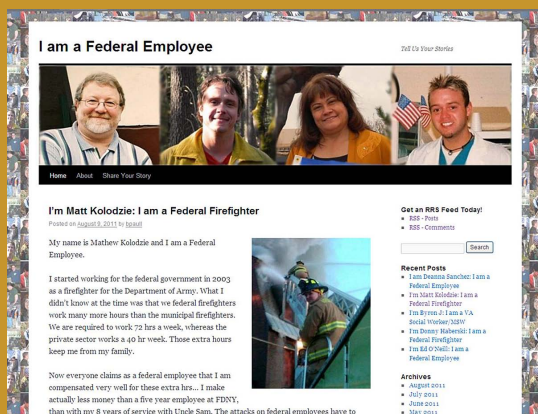 I am a Federal Employee
Tell Us Your Stories
Home About Share Your Story
I'm Matt Kolodzie: I am a Federal Firefighter
Posted on August 9, 2011 by bpaull
My name is Mathew Kolodzie and I am a Federal
Employee.
I started working for the federal government in 2003
as a firefighter for the Department of Army. What I
didn't know at the time was that we federal firefighters
work many more hours than the municipal firefighters.
We are required to work 72 hrs a week, whereas the
private sector works a 40 hr week. Those extra hours
keep me from my family.
Now everyone claims as a federal employee that I am
compensated very well for these extra hrs... I make
actually less money than a five year employee at FDNY,
than with my 8 years of service with Uncle Sam. The attacks on federal employees have to
Get an RRS Feed Today!
RSS - Posts
RSS - Comments
Search
Recent Posts
I am Deanna Sanchez: I am a
Federal Employee
I'm Matt Kolodzie: I am a
Federal Firefighter
I'm Byron J: I am a VA
Social Worker/MSW
I'm Donny Haberski: I am a
Federal Firefighter
I'm Ed O'Neill: I am a
Federal Employee
Archives
August 2011
July 2011
June 2011
May 2011